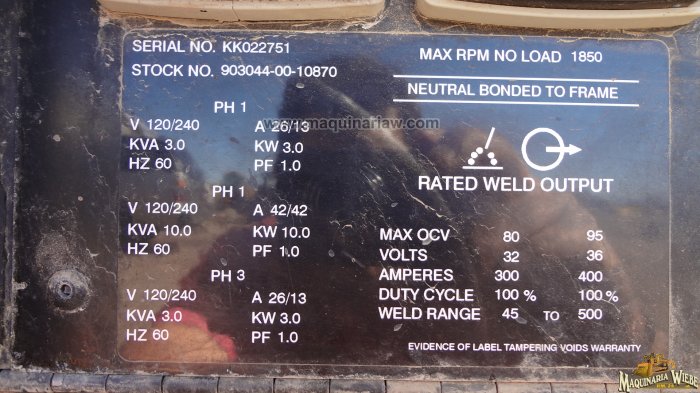 SERIAL NO. KK022751
STOCK NO. 903044-00-10870
PH 1
V 120/240 A 26/13
KVA 3.0 KW 3.0
HZ 60 PF 1.0
PH 1
V 120/240 A 42/42
KVA 10.0 KW 10.0
HZ 60 PF 1.0
PH 3
V 120/240 A 26/13
KVA 3.0 KW 3.0
HZ 60 PF 1.0
MAX RPM NO LOAD 1850
NEUTRAL BONDED TO FRAME
RATED WELD OUTPUT
MAX OCV 80 95
VOLTS 32 36
AMPERES 300 400
DUTY CYCLE 100 % 100 %
WELD RANGE 45 TO 500
EVIDENCE OF LABEL TAMPERING VOIDS WARRANTY
www.maquinariaw.com
MAQUINARIA WIEBE